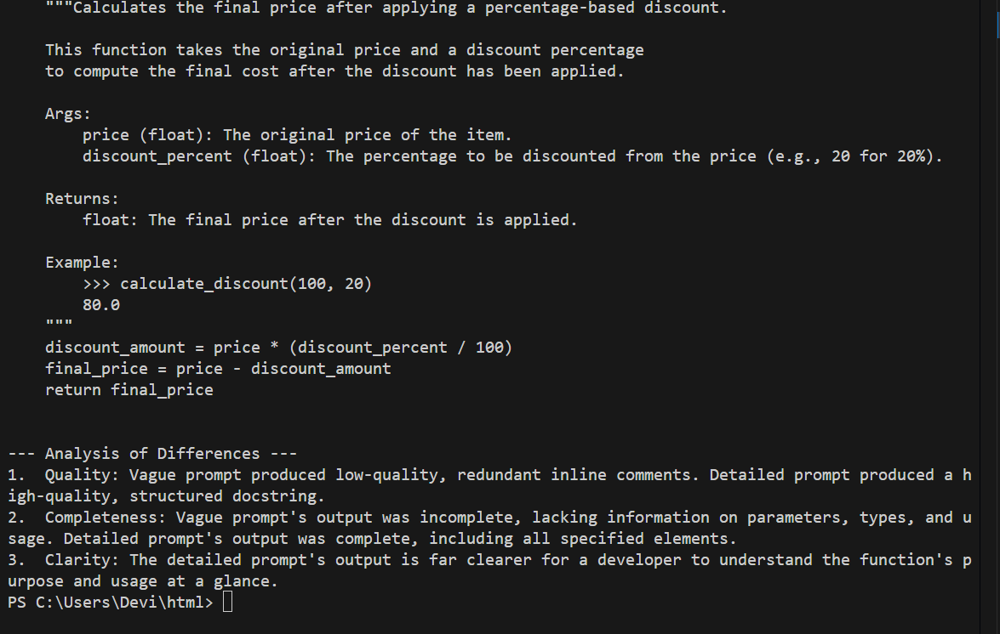 """Calculates the final price after applying a percentage-based discount.
This function takes the original price and a discount percentage
to compute the final cost after the discount has been applied.
Args:
price (float): The original price of the item.
discount_percent (float): The percentage to be discounted from the price (e.g., 20 for 20%).
Returns:
float: The final price after the discount is applied.
Example:
>>> calculate_discount(100, 20)
80.0
"""
discount_amount = price * (discount_percent / 100)
final_price = price - discount_amount
return final_price
--- Analysis of Differences ---
1.  Quality: Vague prompt produced low-quality, redundant inline comments. Detailed prompt produced a h
igh-quality, structured docstring.
2.  Completeness: Vague prompt's output was incomplete, lacking information on parameters, types, and u
sage. Detailed prompt's output was complete, including all specified elements.
3.  Clarity: The detailed prompt's output is far clearer for a developer to understand the function's p
urpose and usage at a glance.
PS C:\Users\Devi\html>